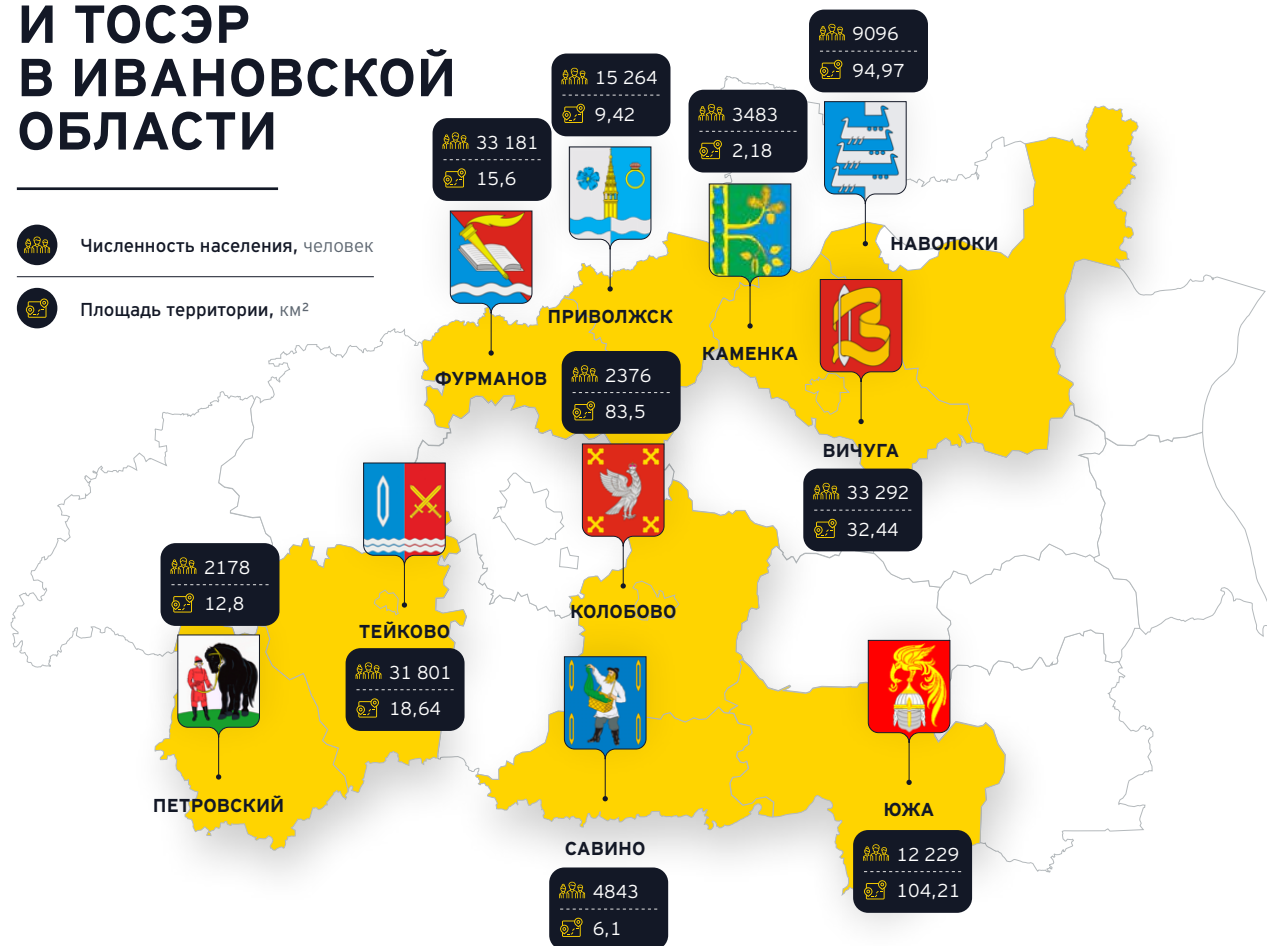 И ТОСЭР
В ИВАНОВСКОЙ
ОБЛАСТИ
Численность населения, человек
Площадь территории, км²
33 181
15,6
ФУРМАНОВ
15 264
9,42
ПРИВОЛЖСК
3483
2,18
КАМЕНКА
9096
94,97
НАВОЛОКИ
ВИЧУГА
33 292
32,44
2376
83,5
КОЛОБОВО
ТЕЙКОВО
31 801
18,64
2178
12,8
ПЕТРОВСКИЙ
САВИНО
4843
6,1
ЮЖА
12 229
104,21